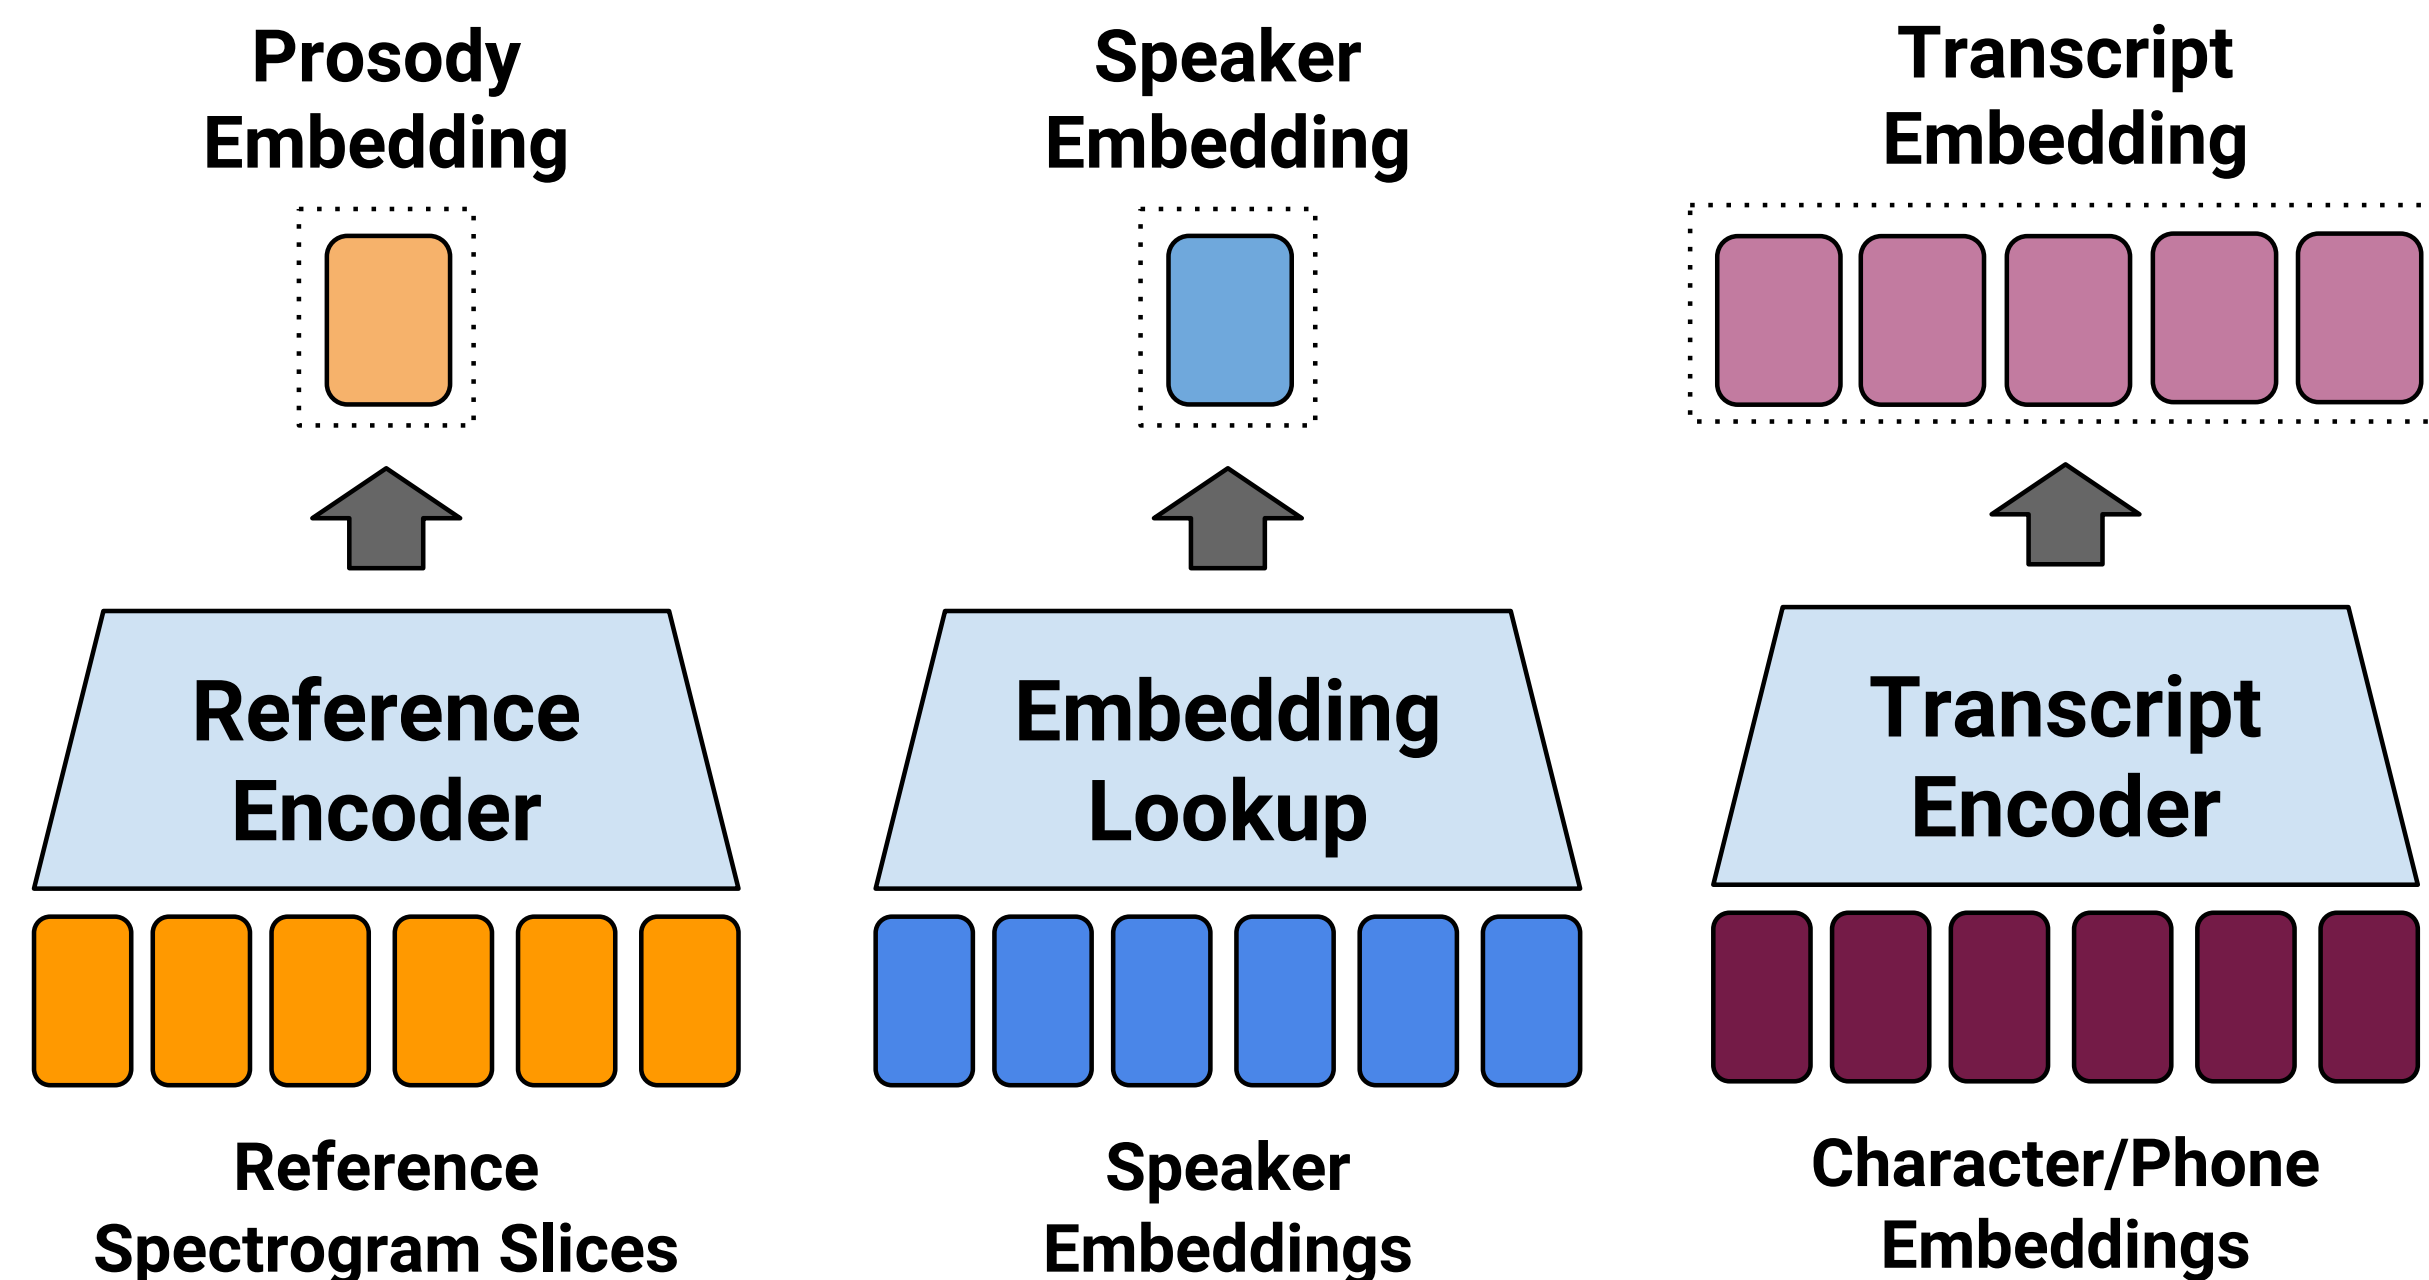 Prosody
Embedding
Speaker
Embedding
Transcript
Embedding
Reference
Encoder
Embedding
Lookup
Transcript
Encoder
Reference
Spectrogram Slices
Speaker
Embeddings
Character/Phone
Embeddings